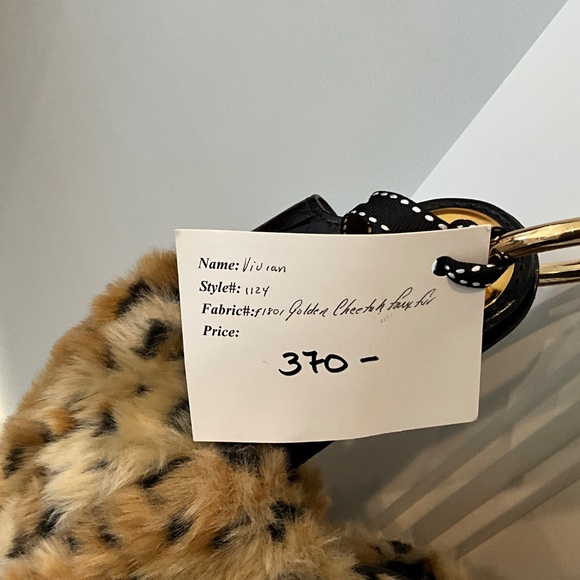 Name: Vivian
Style#: 1124
Fabric#: F1801 Golden Cheetah faux fur
Price:
370-